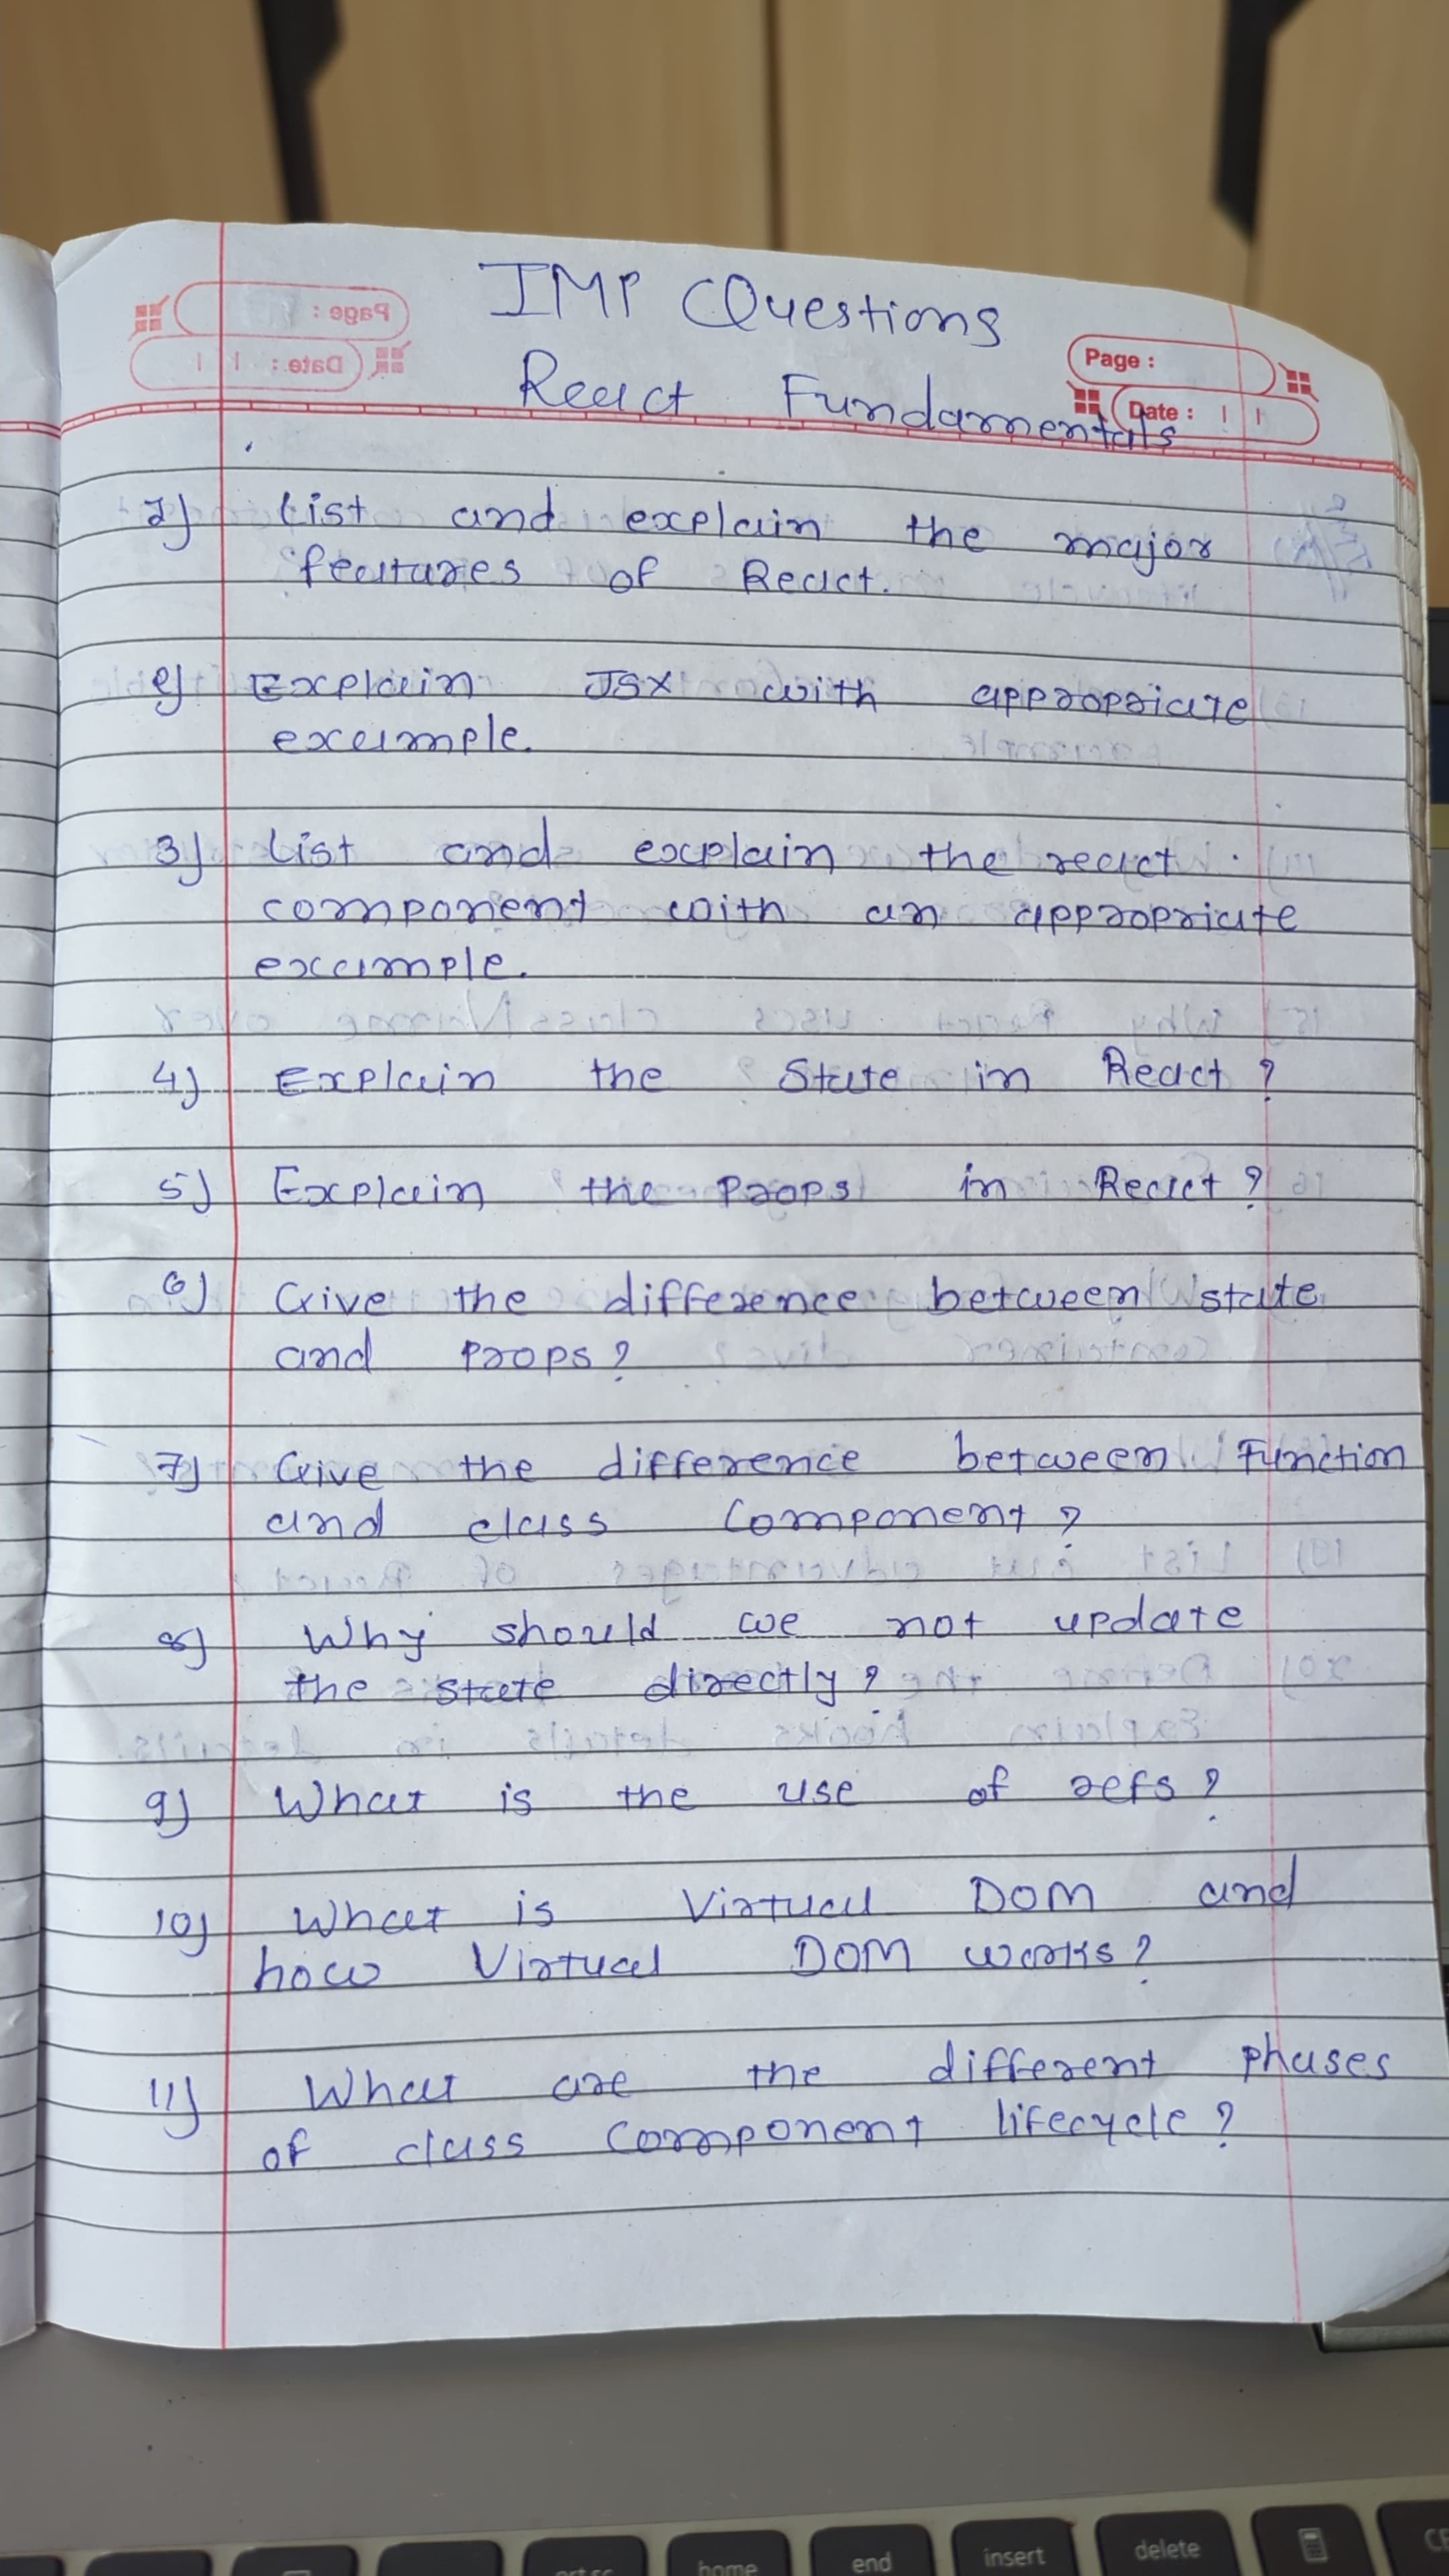 IMP Questions
React Fundamentals
Page :
Date :
1) List and explain the major
features of React.
2) Explain JSX with appropriate
example.
3) List and explain the react
component with an appropriate
example.
4) Explain the State in React ?
5) Explain the Props in React ?
6) Give the difference between state
and Props ?
7) Give the difference between Function
and class Component ?
8) Why should we not update
the state directly ?
9) What is the use of refs ?
10) What is Virtual DOM and
how Virtual DOM works ?
11) What are the different phases
of class Component lifecycle ?
home
end
insert
delete